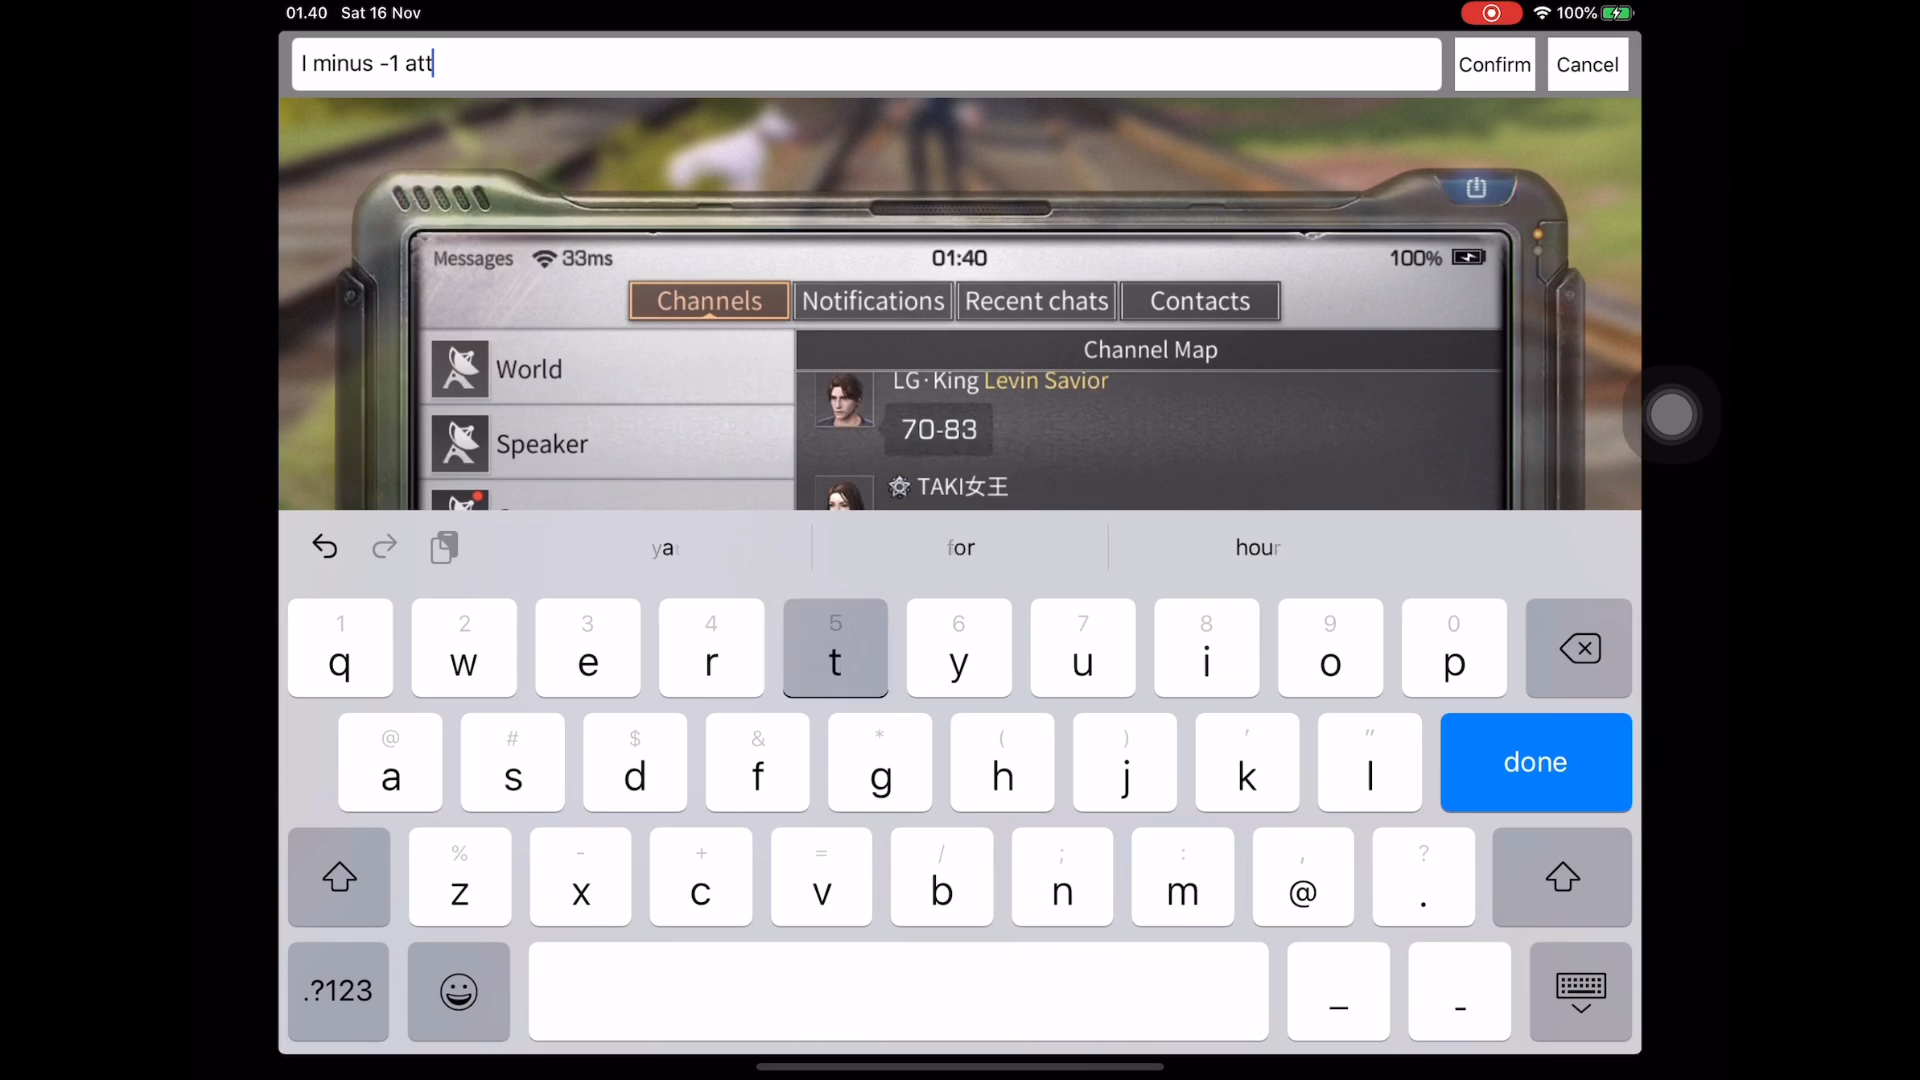 01.40 Sat 16 Nov 100%
I minus -1 att Confirm Cancel
Messages 33ms 01:40 100%
Channels Notifications Recent chats Contacts
World
Speaker
Channel Map
LG·King Levin Savior
70-83
TAKI女王
ya for hour
1 2 3 4 5 6 7 8 9 0
q w e r t y u i o p
@ # $ & * ( ) ' "
a s d f g h j k l done
% - + = / ; : , ?
z x c v b n m @ .
.?123 _ -